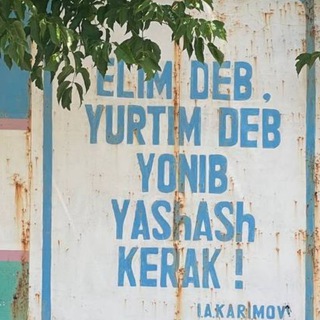 ELIM DEB,
YURTIM DEB
YONIB
YAShASh
KERAK!
I.A.KARIMOV